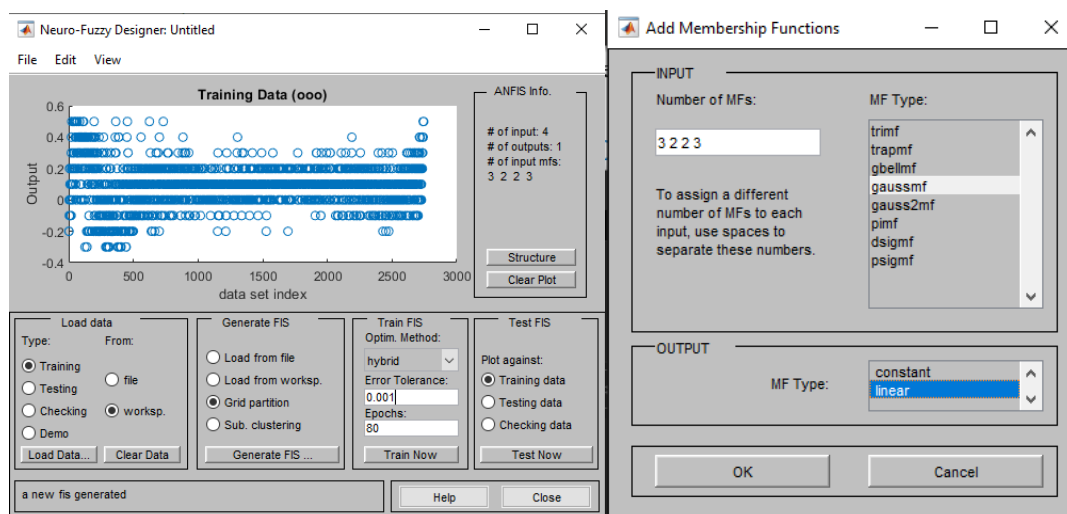 Neuro-Fuzzy Designer: Untitled
File Edit View
Training Data (ooo)
0.6
0.4
0.2
0
-0.2
-0.4
Output
0 500 1000 1500 2000 2500 3000
data set index
ANFIS Info.
# of input: 4
# of outputs: 1
# of input mfs:
3 2 2 3
Structure
Clear Plot
Load data
Type: From:
Training
Testing
Checking
Demo
file
worksp.
Load Data... Clear Data
Generate FIS
Load from file
Load from worksp.
Grid partition
Sub. clustering
Generate FIS ...
Train FIS
Optim. Method:
hybrid
Error Tolerance:
0.001
Epochs:
80
Train Now
Test FIS
Plot against:
Training data
Testing data
Checking data
Test Now
a new fis generated
Help Close
Add Membership Functions
INPUT
Number of MFs:
3 2 2 3
To assign a different
number of MFs to each
input, use spaces to
separate these numbers.
MF Type:
trimf
trapmf
gbellmf
gaussmf
gauss2mf
pimf
dsigmf
psigmf
OUTPUT
MF Type:
constant
linear
OK Cancel